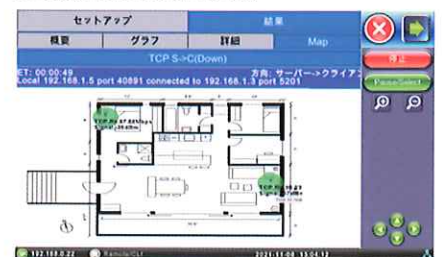 セットアップ
結果
概要
グラフ
詳細
Map
TCP S->C(Down)
停止
ET: 00:00:49
方向: サーバー->クライアン
Local 192.168.1.5 port 40891 connected to 192.168.1.3 port 5201
Pause/Select
192.168.0.22
Remote/CLI
2021-11-08 15:04:12